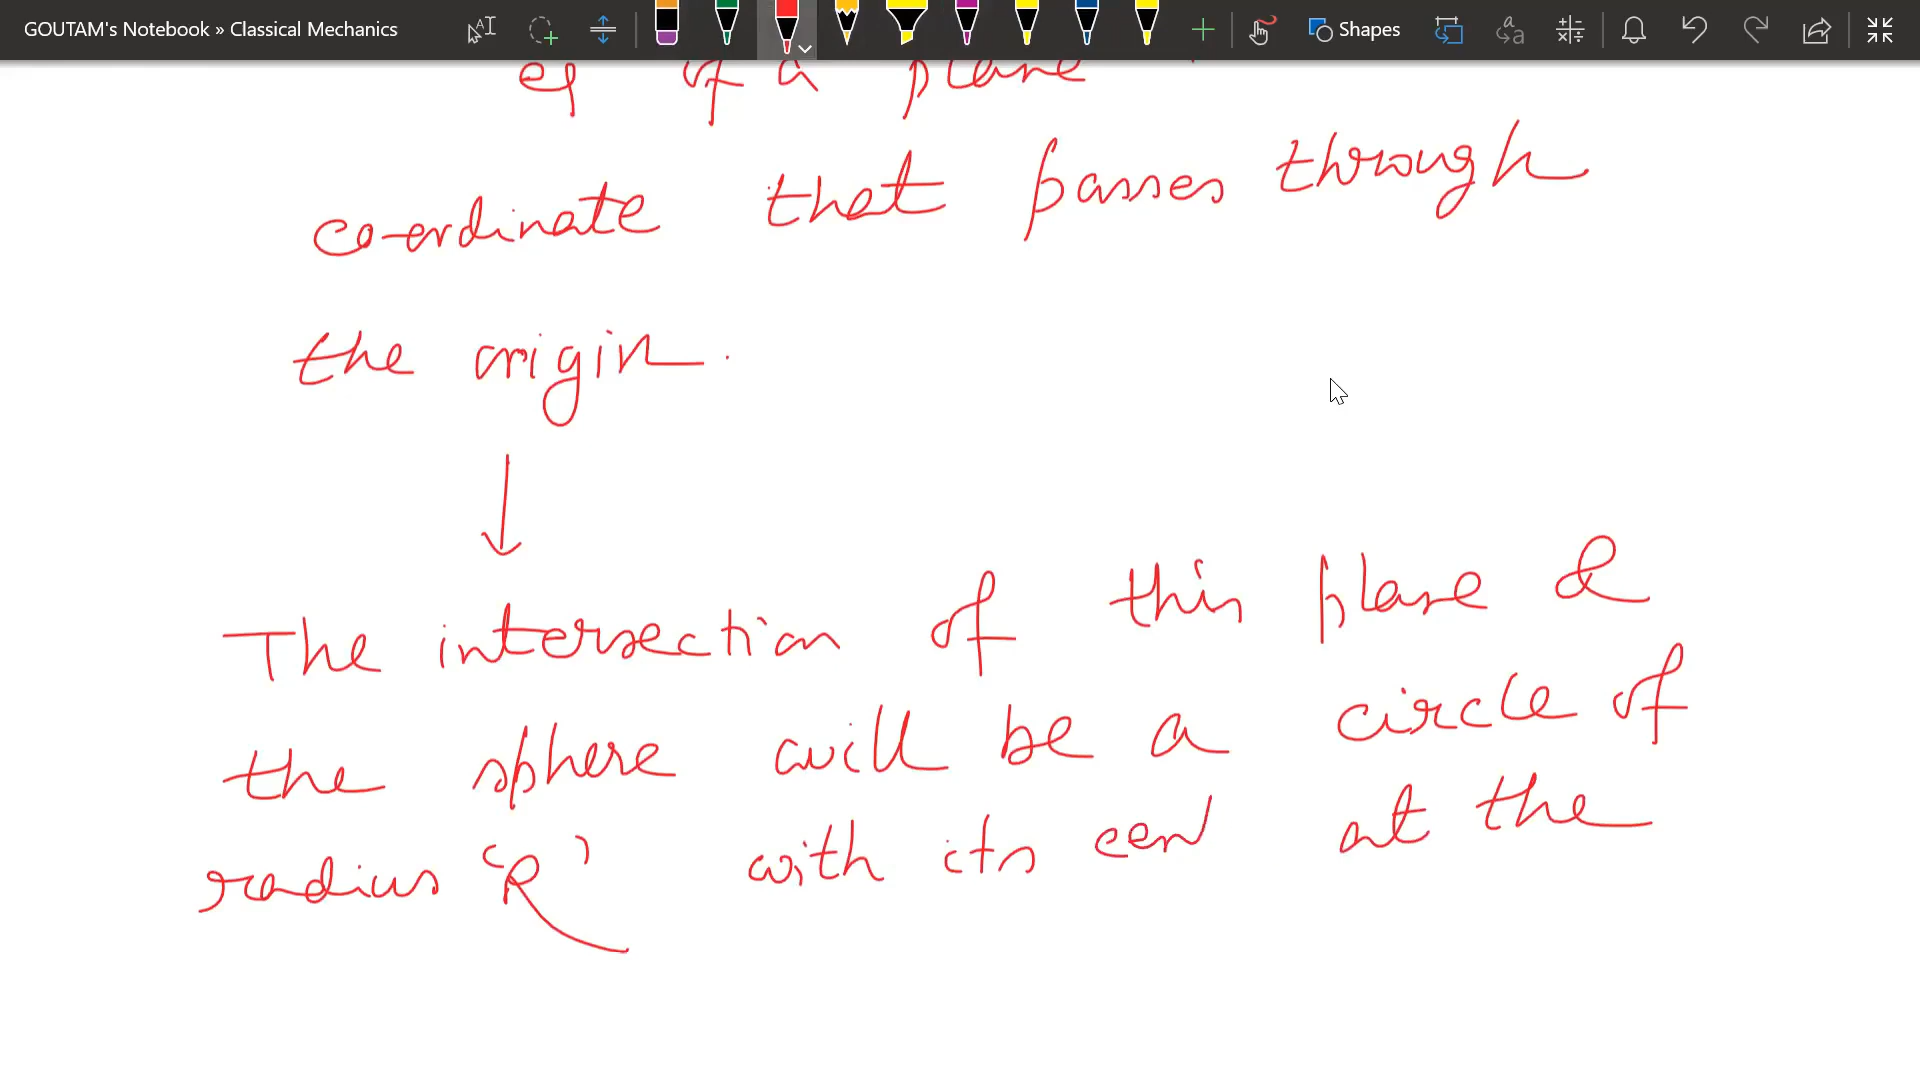 GOUTAM's Notebook » Classical Mechanics
Shapes
eq of a plane
co-ordinate that passes through
the origin.
The intersection of this plane &
the sphere will be a circle of
radius 'R' with its cen at the